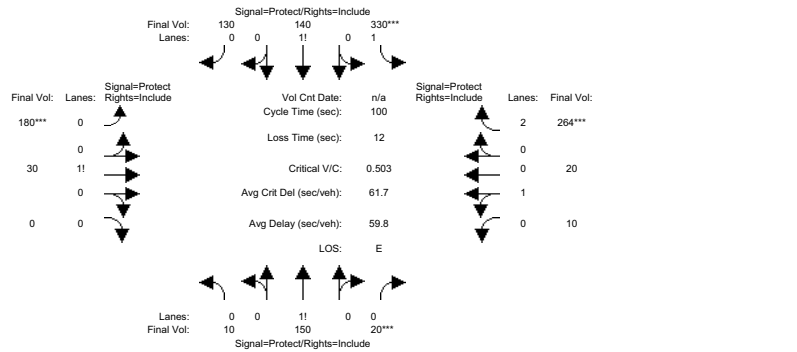 Signal=Protect/Rights=Include
Final Vol: 130 140 330***
Lanes: 0 0 1! 0 1
Signal=Protect
Final Vol: Lanes: Rights=Include
Vol Cnt Date: n/a
Signal=Protect
Rights=Include Lanes: Final Vol:
Cycle Time (sec): 100
180*** 0
2 264***
Loss Time (sec): 12
0
0
30 1!
Critical V/C: 0.503
0 20
0
Avg Crit Del (sec/veh): 61.7
1
0 0
Avg Delay (sec/veh): 59.8
0 10
LOS: E
Lanes: 0 0 1! 0 0
Final Vol: 10 150 20***
Signal=Protect/Rights=Include